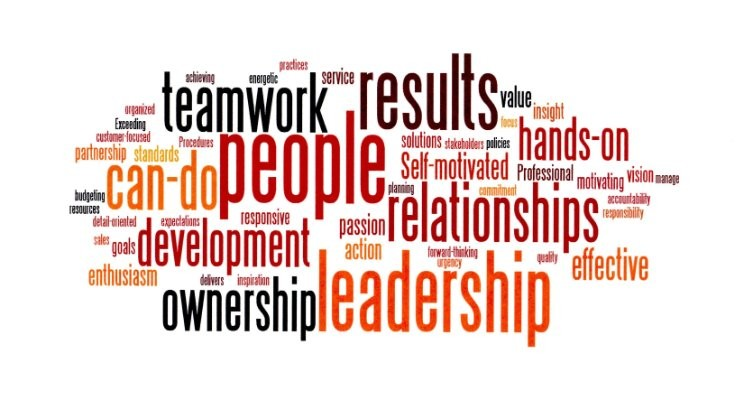 practices
achieving
energetic
service
results
teamwork
value
organized
insight
Exceeding
focus
customer-focused
Procedures
solutions
stakeholders
policies
hands-on
partnership
standards
people
Self-motivated
Professional
motivating
vision
manage
can-do
planning
commitment
budgeting
resources
relationships
accountability
responsibility
detail-oriented
expectations
responsive
passion
sales
goals
development
action
forward-thinking
urgency
quality
effective
enthusiasm
delivers
inspiration
ownership
leadership